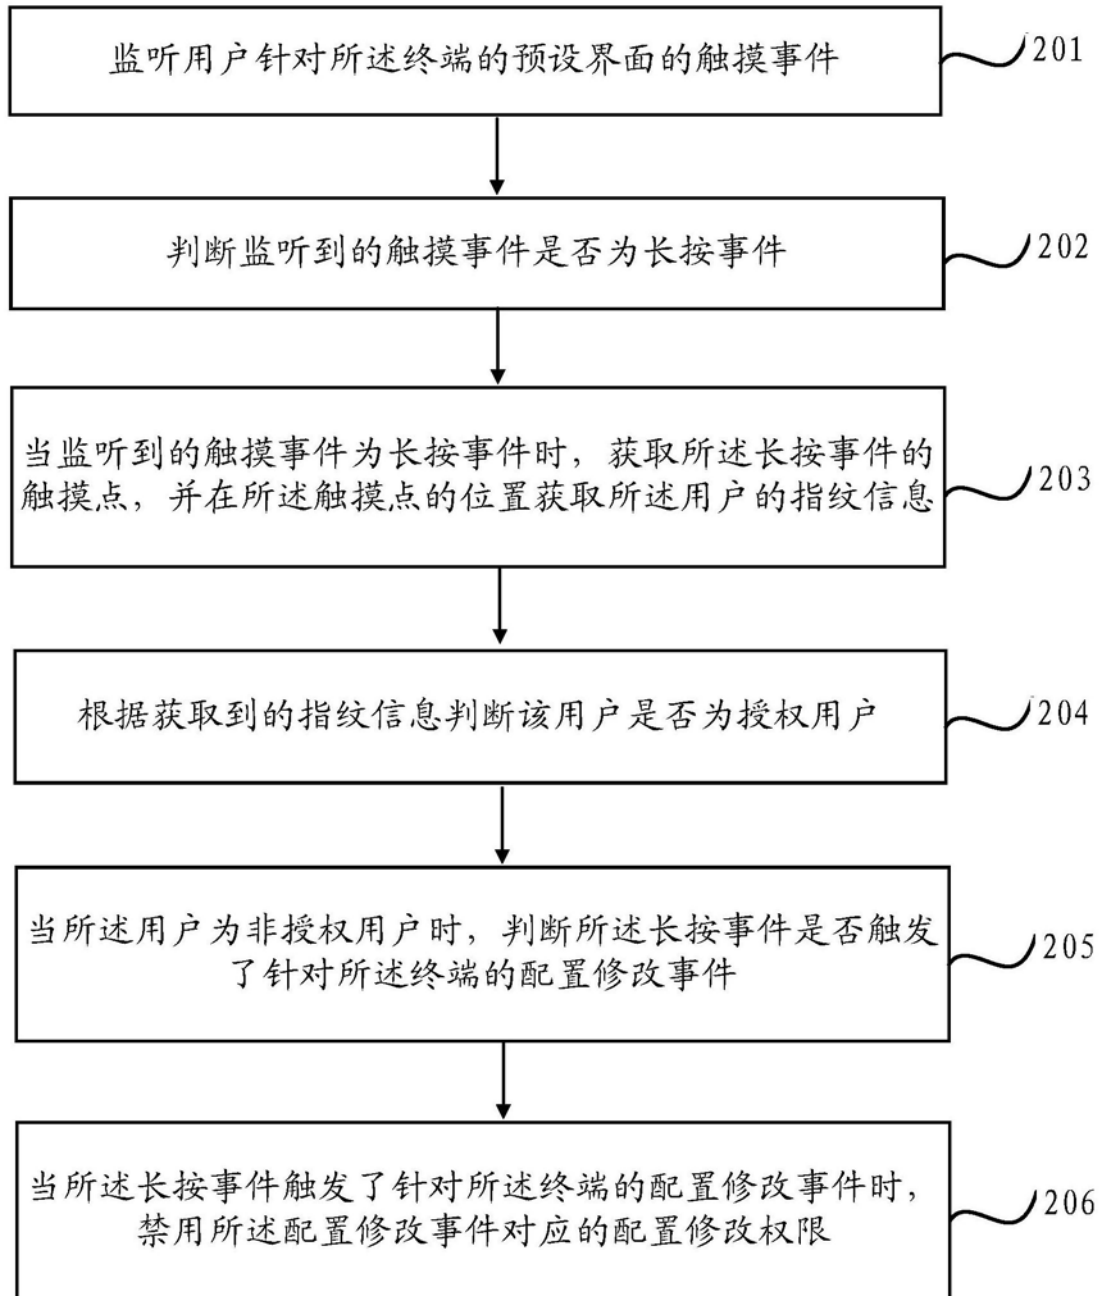 监听用户针对所述终端的预设界面的触摸事件
201
判断监听到的触摸事件是否为长按事件
202
当监听到的触摸事件为长按事件时，获取所述长按事件的
触摸点，并在所述触摸点的位置获取所述用户的指纹信息
203
根据获取到的指纹信息判断该用户是否为授权用户
204
当所述用户为非授权用户时，判断所述长按事件是否触发
了针对所述终端的配置修改事件
205
当所述长按事件触发了针对所述终端的配置修改事件时，
禁用所述配置修改事件对应的配置修改权限
206